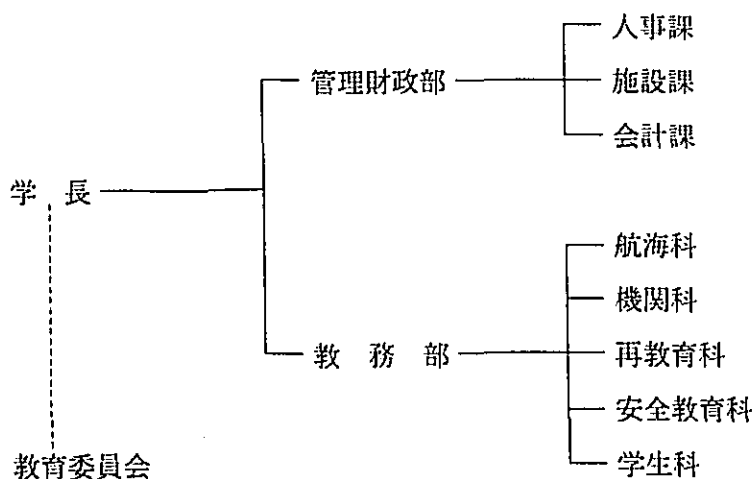 人事課
管理財政部
施設課
会計課
学長
航海科
機関科
教務部
再教育科
安全教育科
教育委員会
学生科